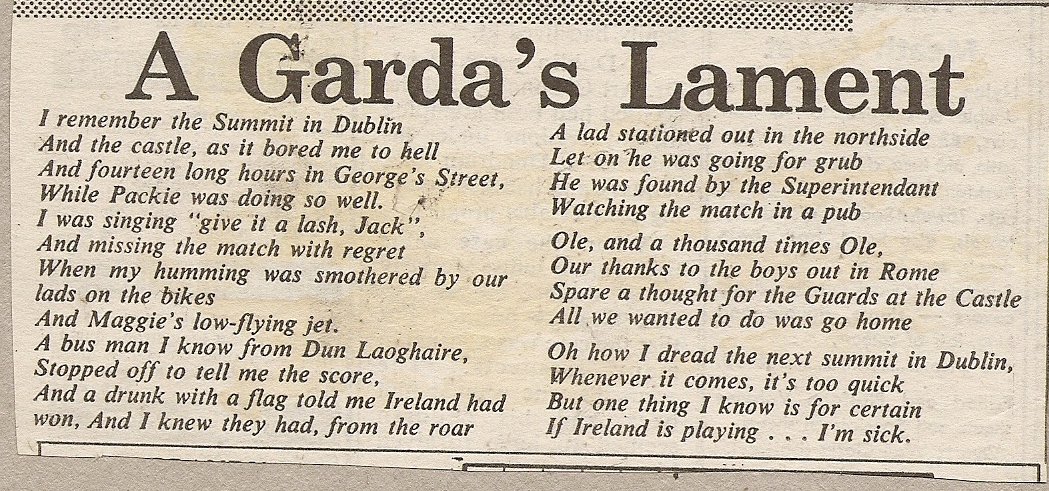 A Garda's Lament
I remember the Summit in Dublin
And the castle, as it bored me to hell
And fourteen long hours in George's Street,
While Packie was doing so well.
I was singing "give it a lash, Jack",
And missing the match with regret
When my humming was smothered by our
lads on the bikes
And Maggie's low-flying jet.
A bus man I know from Dun Laoghaire,
Stopped off to tell me the score,
And a drunk with a flag told me Ireland had
won, And I knew they had, from the roar
A lad stationed out in the northside
Let on he was going for grub
He was found by the Superintendant
Watching the match in a pub
Ole, and a thousand times Ole,
Our thanks to the boys out in Rome
Spare a thought for the Guards at the Castle
All we wanted to do was go home
Oh how I dread the next summit in Dublin,
Whenever it comes, it's too quick
But one thing I know is for certain
If Ireland is playing . . . I'm sick.